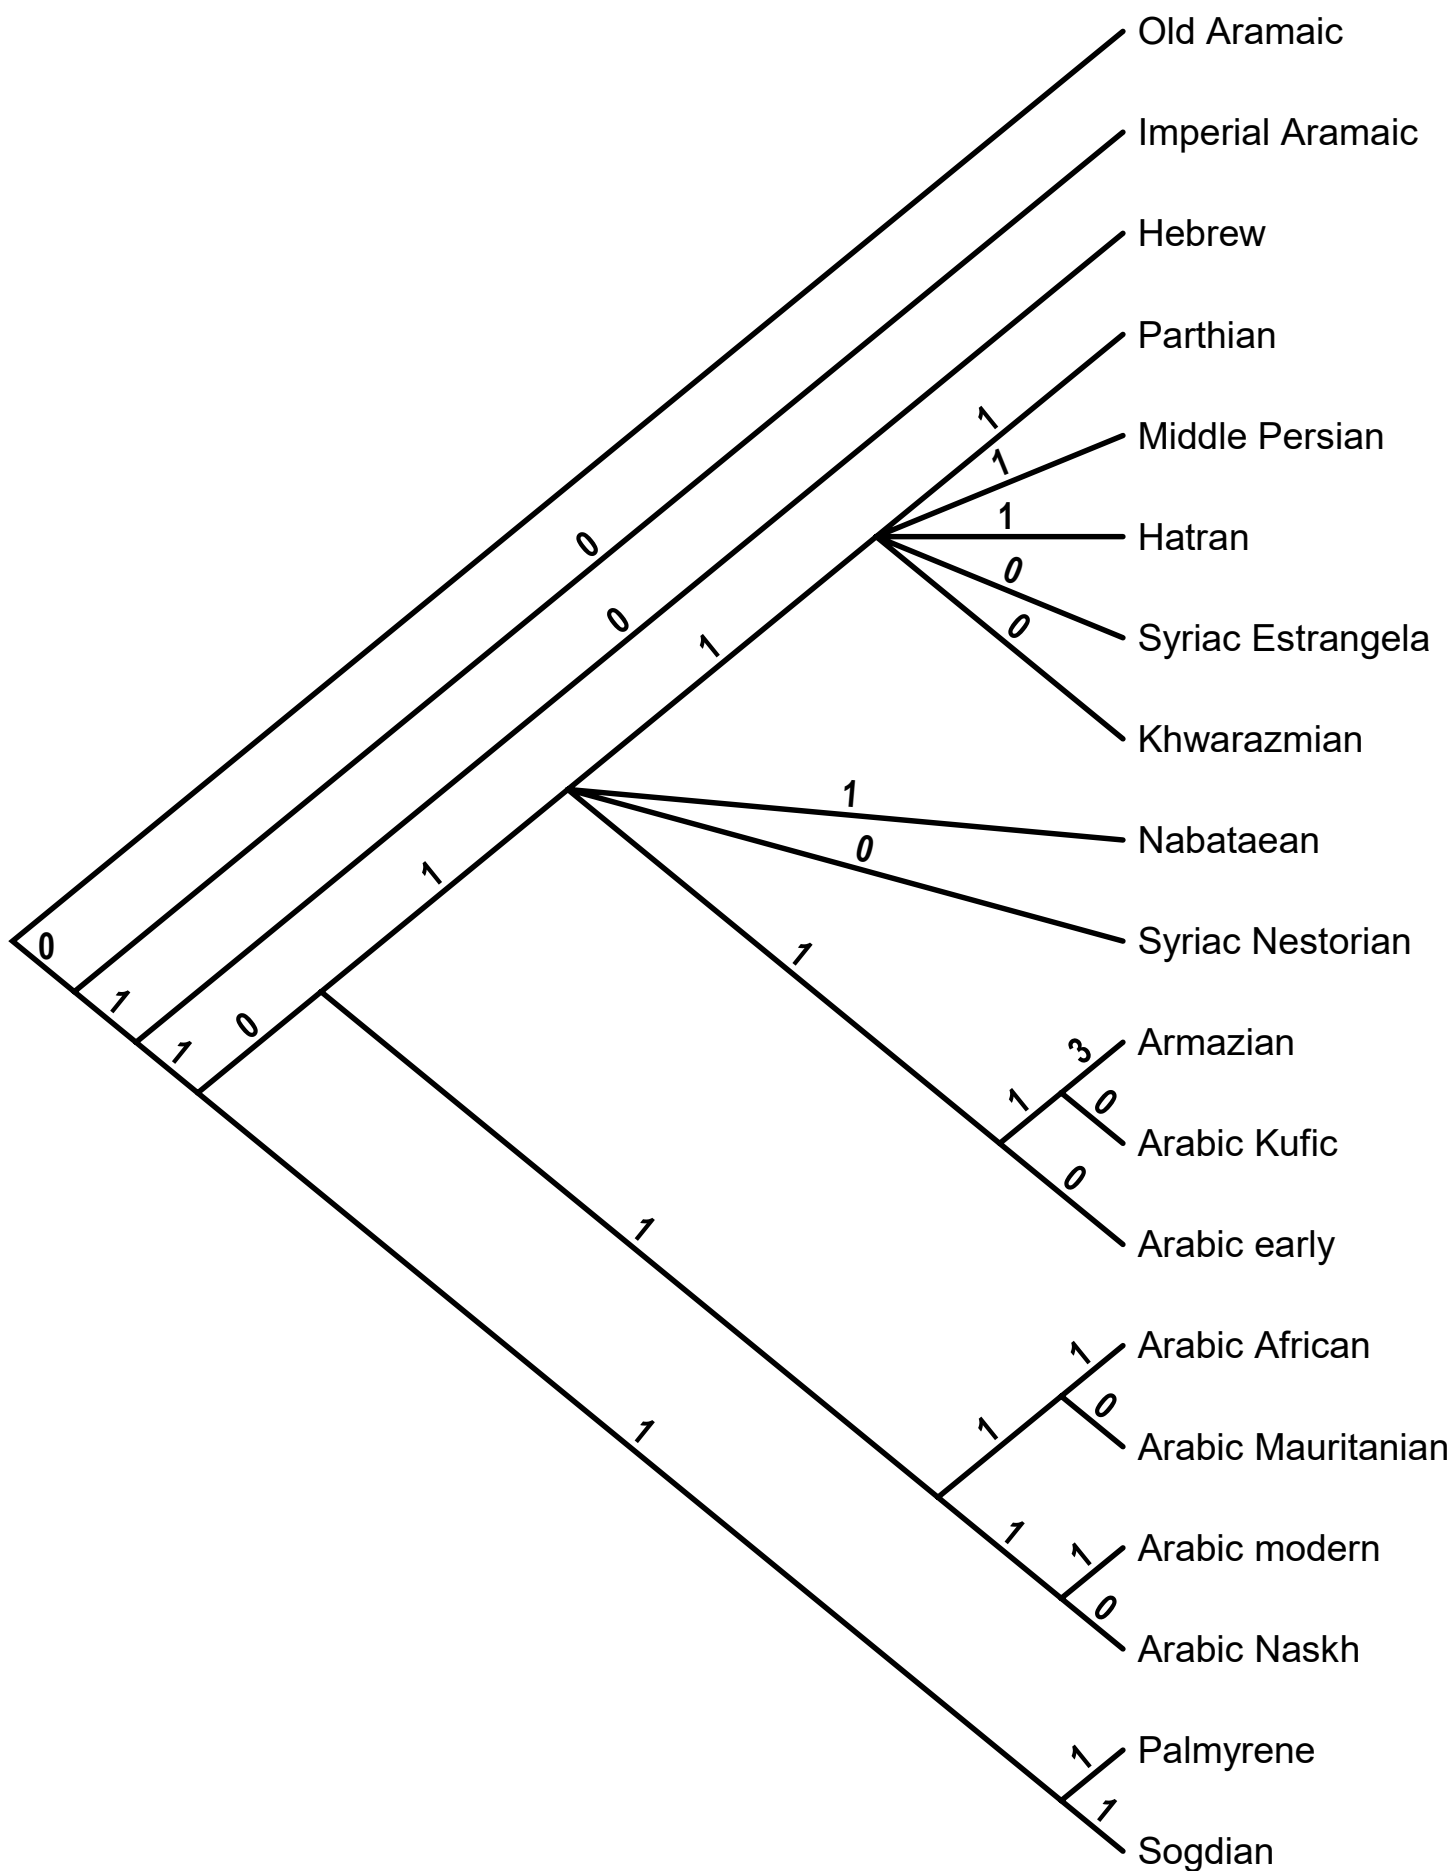 Old Aramaic
Imperial Aramaic
Hebrew
Parthian
1
Middle Persian
1
1
Hatran
0
0
Syriac Estrangela
0
0
1
Khwarazmian
1
Nabataean
0
1
Syriac Nestorian
0
1
1
0
1
3
Armazian
1
0
Arabic Kufic
0
Arabic early
1
1
Arabic African
0
1
1
Arabic Mauritanian
1
1
Arabic modern
0
Arabic Naskh
1
Palmyrene
1
Sogdian